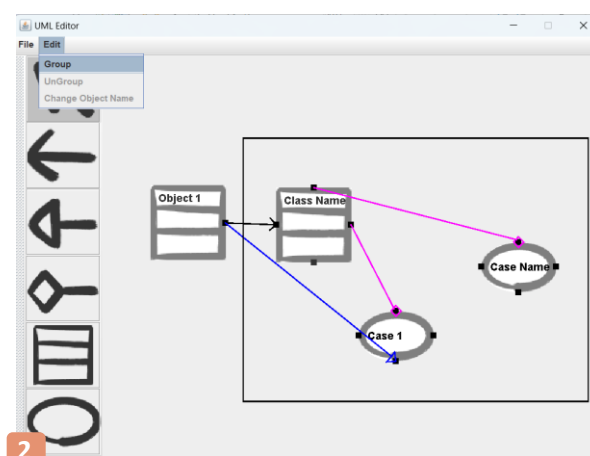 UML Editor
File Edit
Group
UnGroup
Change Object Name
Object 1
Class Name
Case Name
Case 1
2